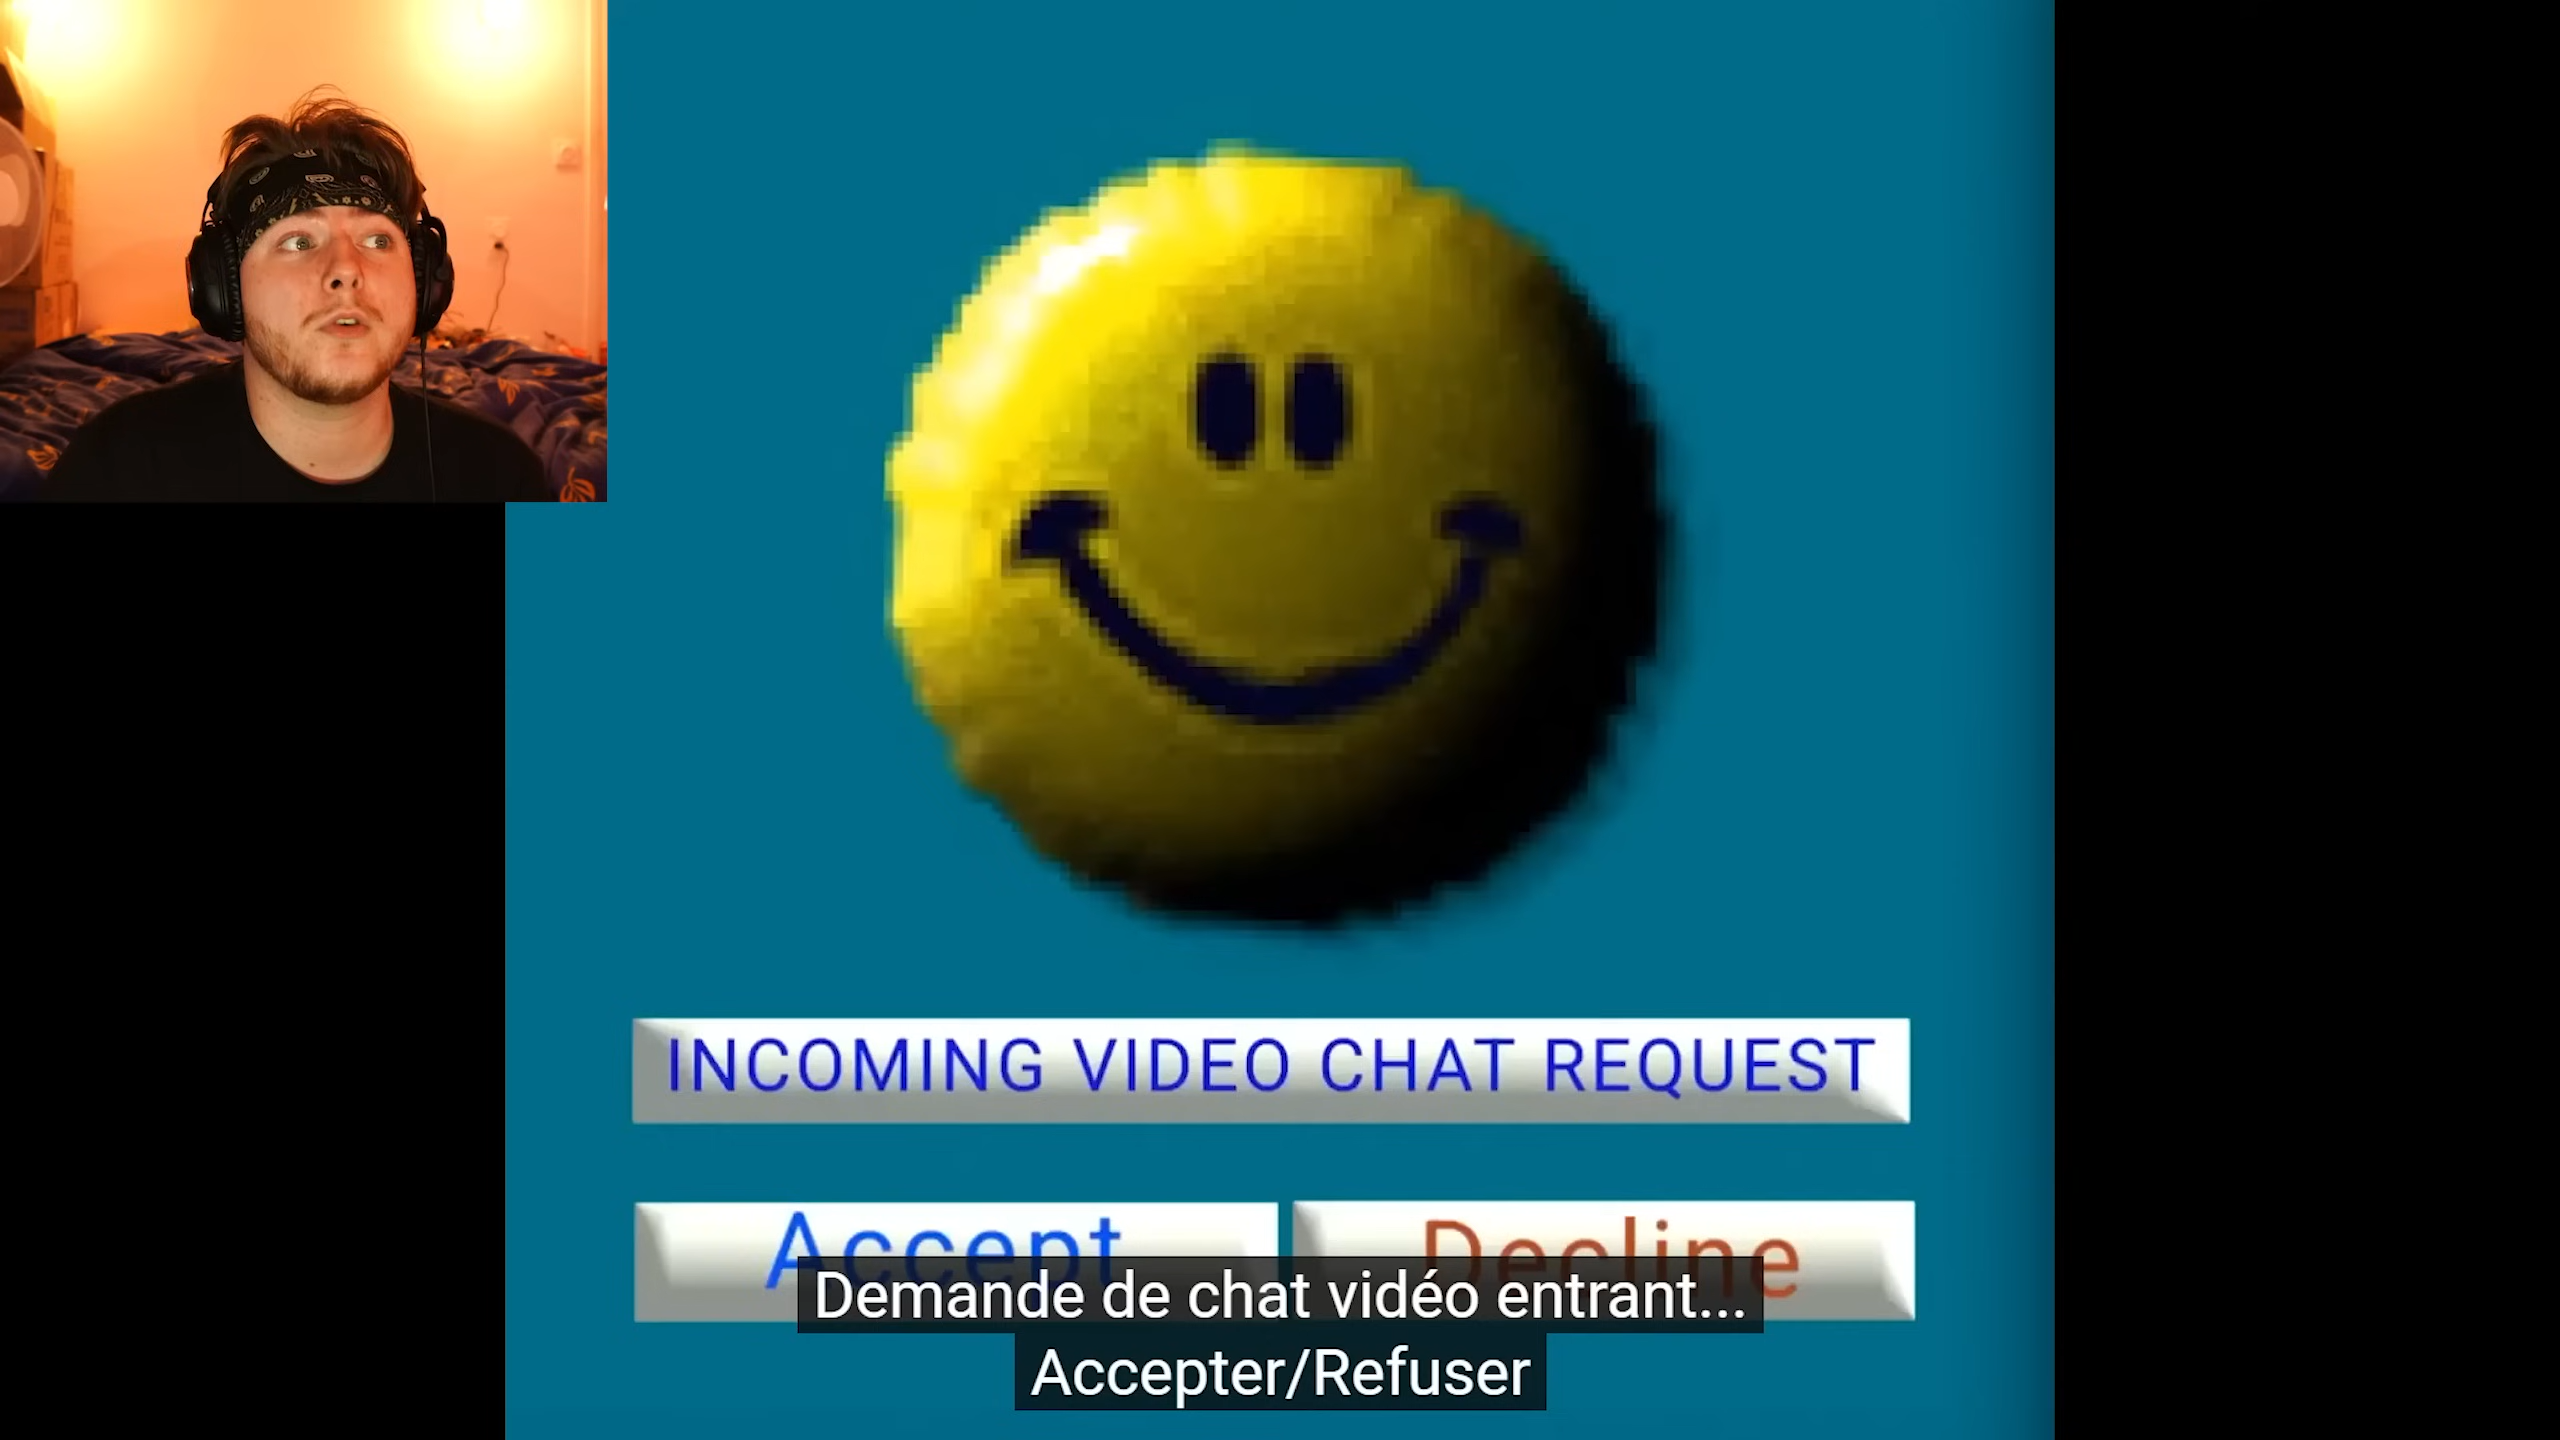 INCOMING VIDEO CHAT REQUEST
Accept
Decline
Demande de chat vidéo entrant...
Accepter/Refuser